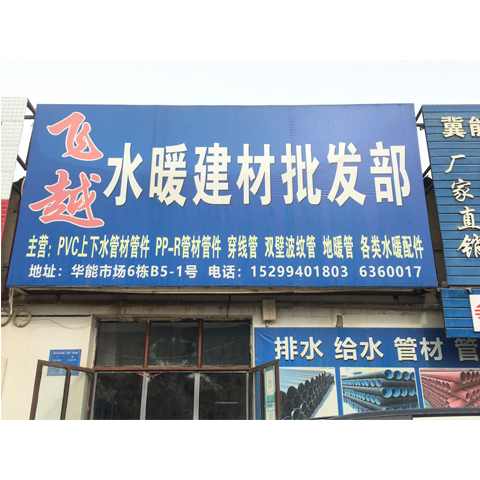 飞越
水暖建材批发部
主营：PVC上下水管材管件 PP-R管材管件 穿线管 双壁波纹管 地暖管 各类水暖配件
地址：华能市场6栋B5-1号 电话：15299401803 6360017
冀能
厂家直销
排水 给水 管材 管